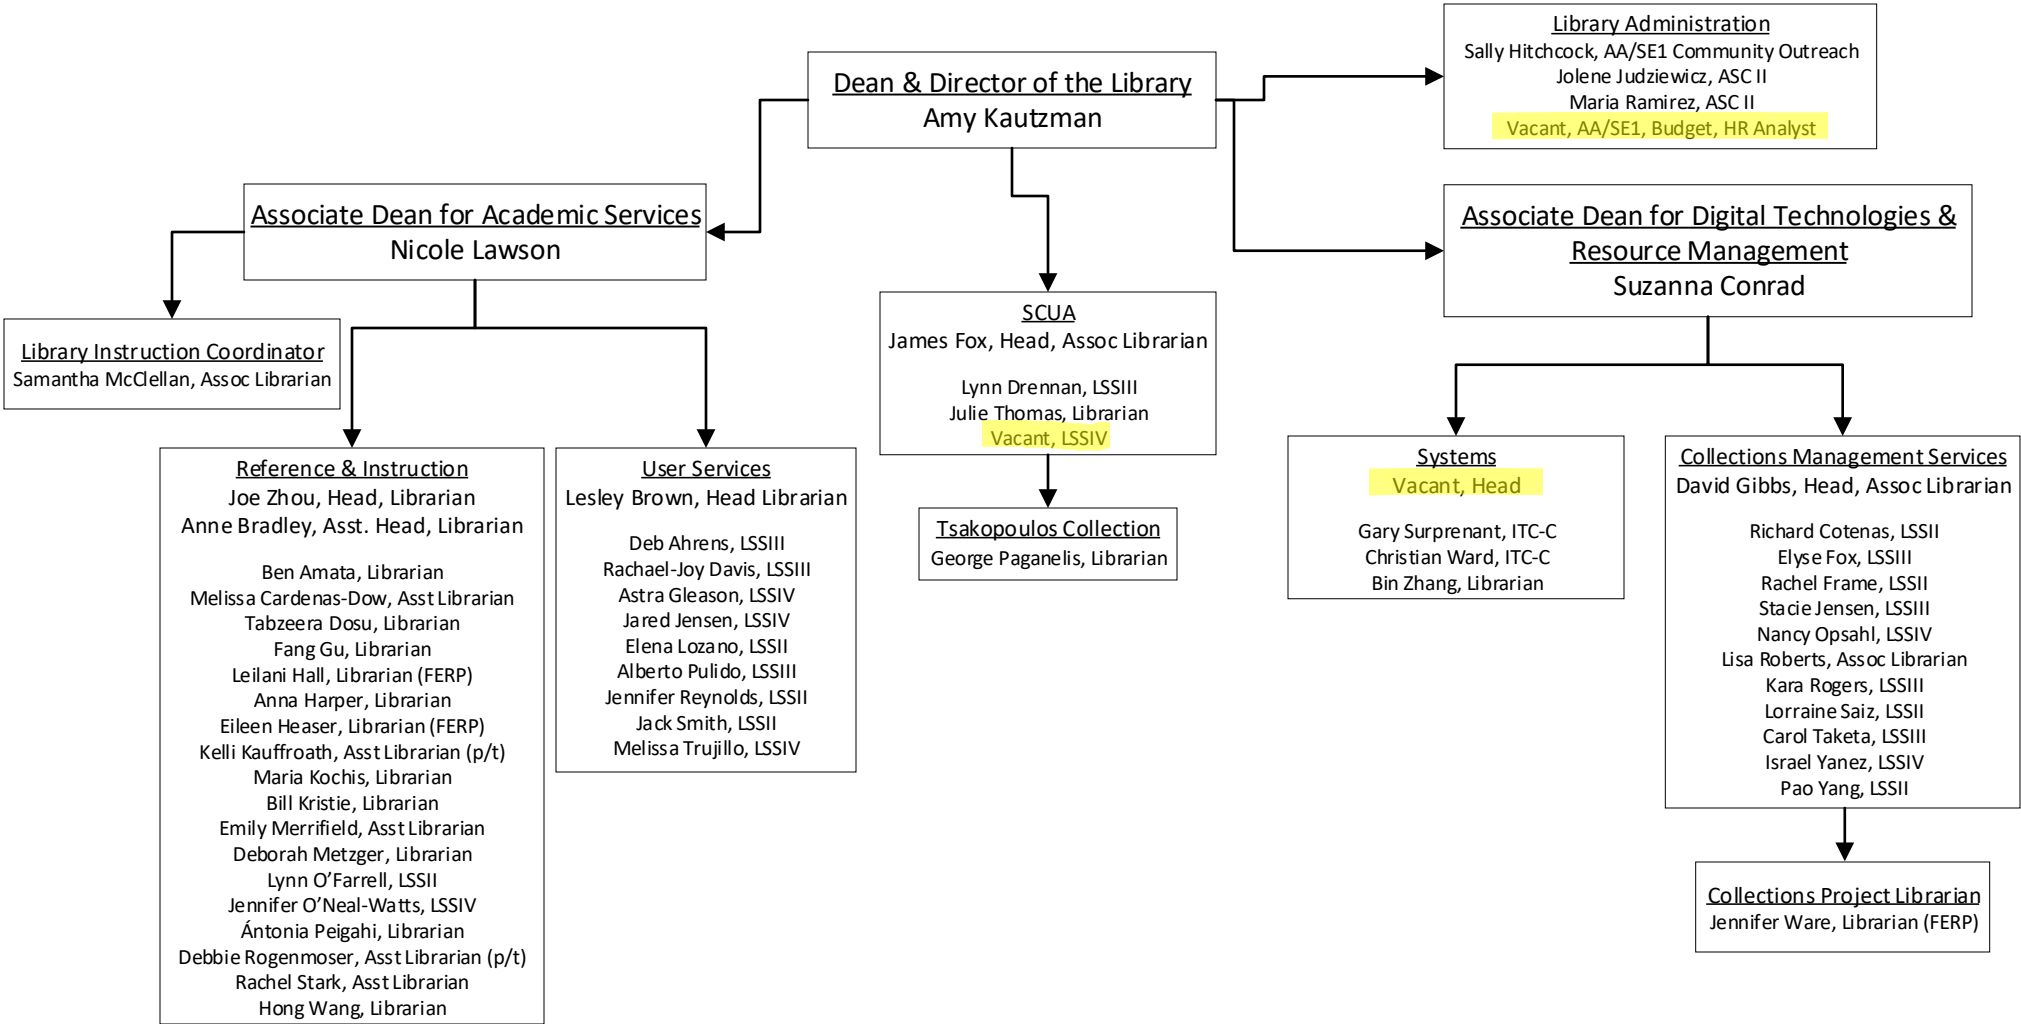 Library Administration
Sally Hitchcock, AA/SE1 Community Outreach
Jolene Judziewicz, ASC II
Maria Ramirez, ASC II
Vacant, AA/SE1, Budget, HR Analyst
Dean & Director of the Library
Amy Kautzman
Associate Dean for Academic Services
Nicole Lawson
Associate Dean for Digital Technologies &
Resource Management
Suzanna Conrad
Library Instruction Coordinator
Samantha McClellan, Assoc Librarian
SCUA
James Fox, Head, Assoc Librarian
Lynn Drennan, LSSIII
Julie Thomas, Librarian
Vacant, LSSIV
Tsakopoulos Collection
George Paganelis, Librarian
Reference & Instruction
Joe Zhou, Head, Librarian
Anne Bradley, Asst. Head, Librarian
Ben Amata, Librarian
Melissa Cardenas-Dow, Asst Librarian
Tabzeera Dosu, Librarian
Fang Gu, Librarian
Leilani Hall, Librarian (FERP)
Anna Harper, Librarian
Eileen Heaser, Librarian (FERP)
Kelli Kauffroath, Asst Librarian (p/t)
Maria Kochis, Librarian
Bill Kristie, Librarian
Emily Merrifield, Asst Librarian
Deborah Metzger, Librarian
Lynn O’Farrell, LSSII
Jennifer O’Neal-Watts, LSSIV
Ántonia Peigahi, Librarian
Debbie Rogenmoser, Asst Librarian (p/t)
Rachel Stark, Asst Librarian
Hong Wang, Librarian
User Services
Lesley Brown, Head Librarian
Deb Ahrens, LSSIII
Rachael-Joy Davis, LSSIII
Astra Gleason, LSSIV
Jared Jensen, LSSIV
Elena Lozano, LSSII
Alberto Pulido, LSSIII
Jennifer Reynolds, LSSII
Jack Smith, LSSII
Melissa Trujillo, LSSIV
Systems
Vacant, Head
Gary Surprenant, ITC-C
Christian Ward, ITC-C
Bin Zhang, Librarian
Collections Management Services
David Gibbs, Head, Assoc Librarian
Richard Cotenas, LSSII
Elyse Fox, LSSIII
Rachel Frame, LSSII
Stacie Jensen, LSSIII
Nancy Opsahl, LSSIV
Lisa Roberts, Assoc Librarian
Kara Rogers, LSSIII
Lorraine Saiz, LSSII
Carol Taketa, LSSIII
Israel Yanez, LSSIV
Pao Yang, LSSII
Collections Project Librarian
Jennifer Ware, Librarian (FERP)